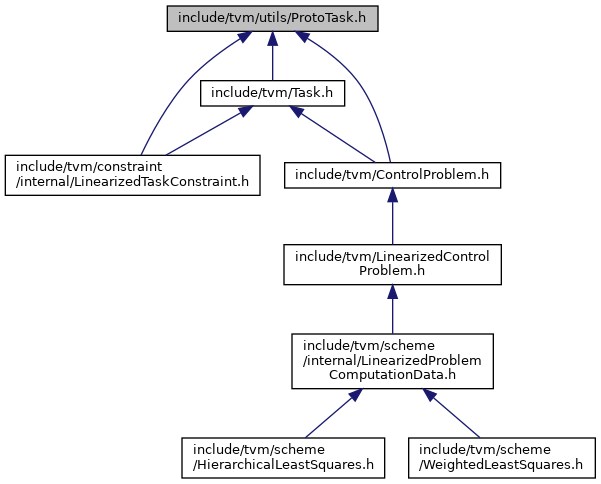 include/tvm/utils/ProtoTask.h
include/tvm/Task.h
include/tvm/constraint
/internal/LinearizedTaskConstraint.h
include/tvm/ControlProblem.h
include/tvm/LinearizedControl
Problem.h
include/tvm/scheme
/internal/LinearizedProblem
ComputationData.h
include/tvm/scheme
/HierarchicalLeastSquares.h
include/tvm/scheme
/WeightedLeastSquares.h